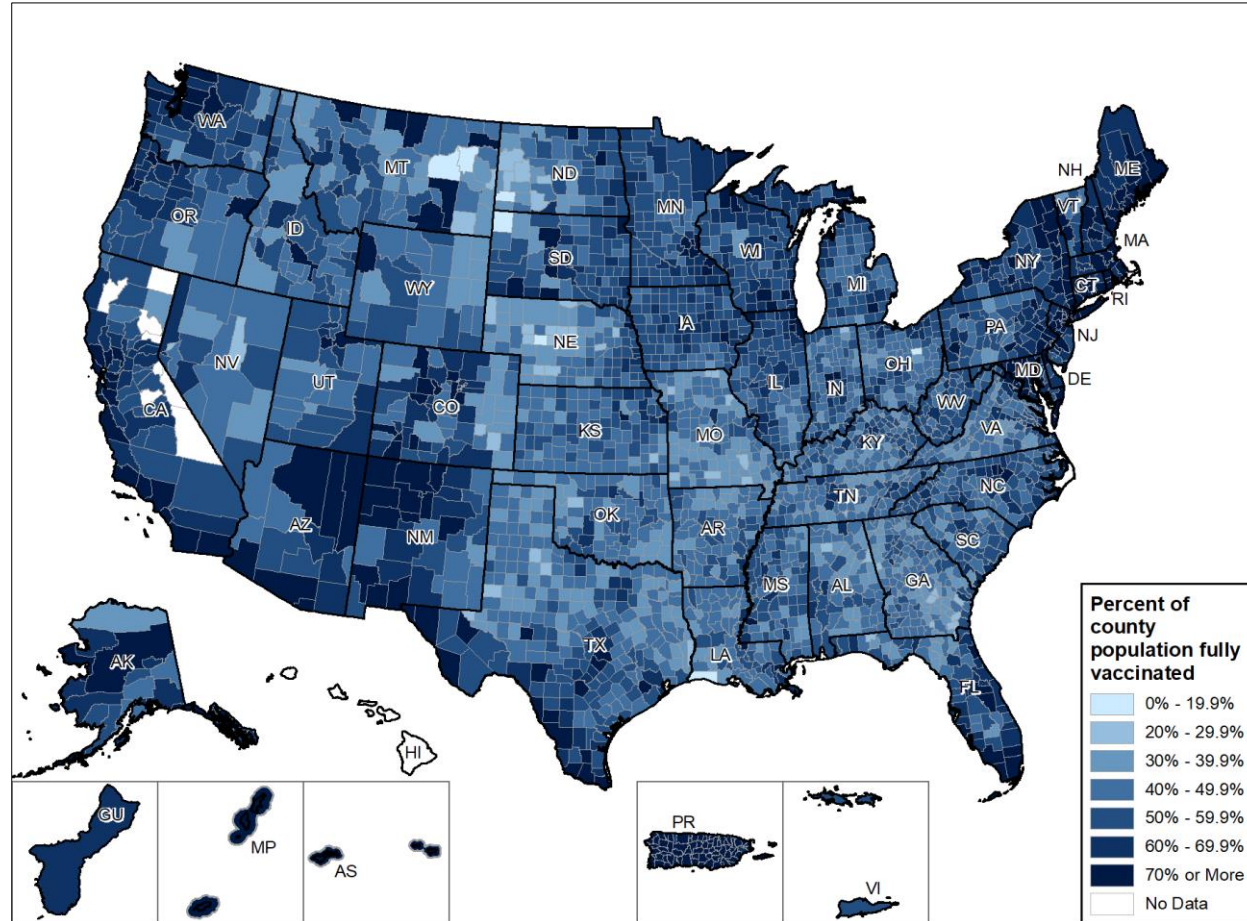 WA
MT
ND
MN
NH
ME
VT
OR
ID
SD
WI
MA
NY
WY
MI
CT
RI
IA
PA
NE
NJ
NV
OH
UT
IL
IN
MD
DE
CO
CA
WV
KS
MO
VA
KY
NC
TN
AZ
OK
NM
AR
SC
MS
AL
GA
TX
LA
FL
AK
HI
GU
MP
AS
PR
VI
Percent of
county
population fully
vaccinated
0% - 19.9%
20% - 29.9%
30% - 39.9%
40% - 49.9%
50% - 59.9%
60% - 69.9%
70% or More
No Data